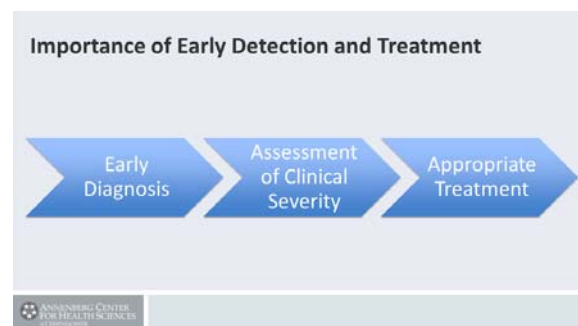 Importance of Early Detection and Treatment
Early
Diagnosis
Assessment
of Clinical
Severity
Appropriate
Treatment
ANNENBERG CENTER
FOR HEALTH SCIENCES